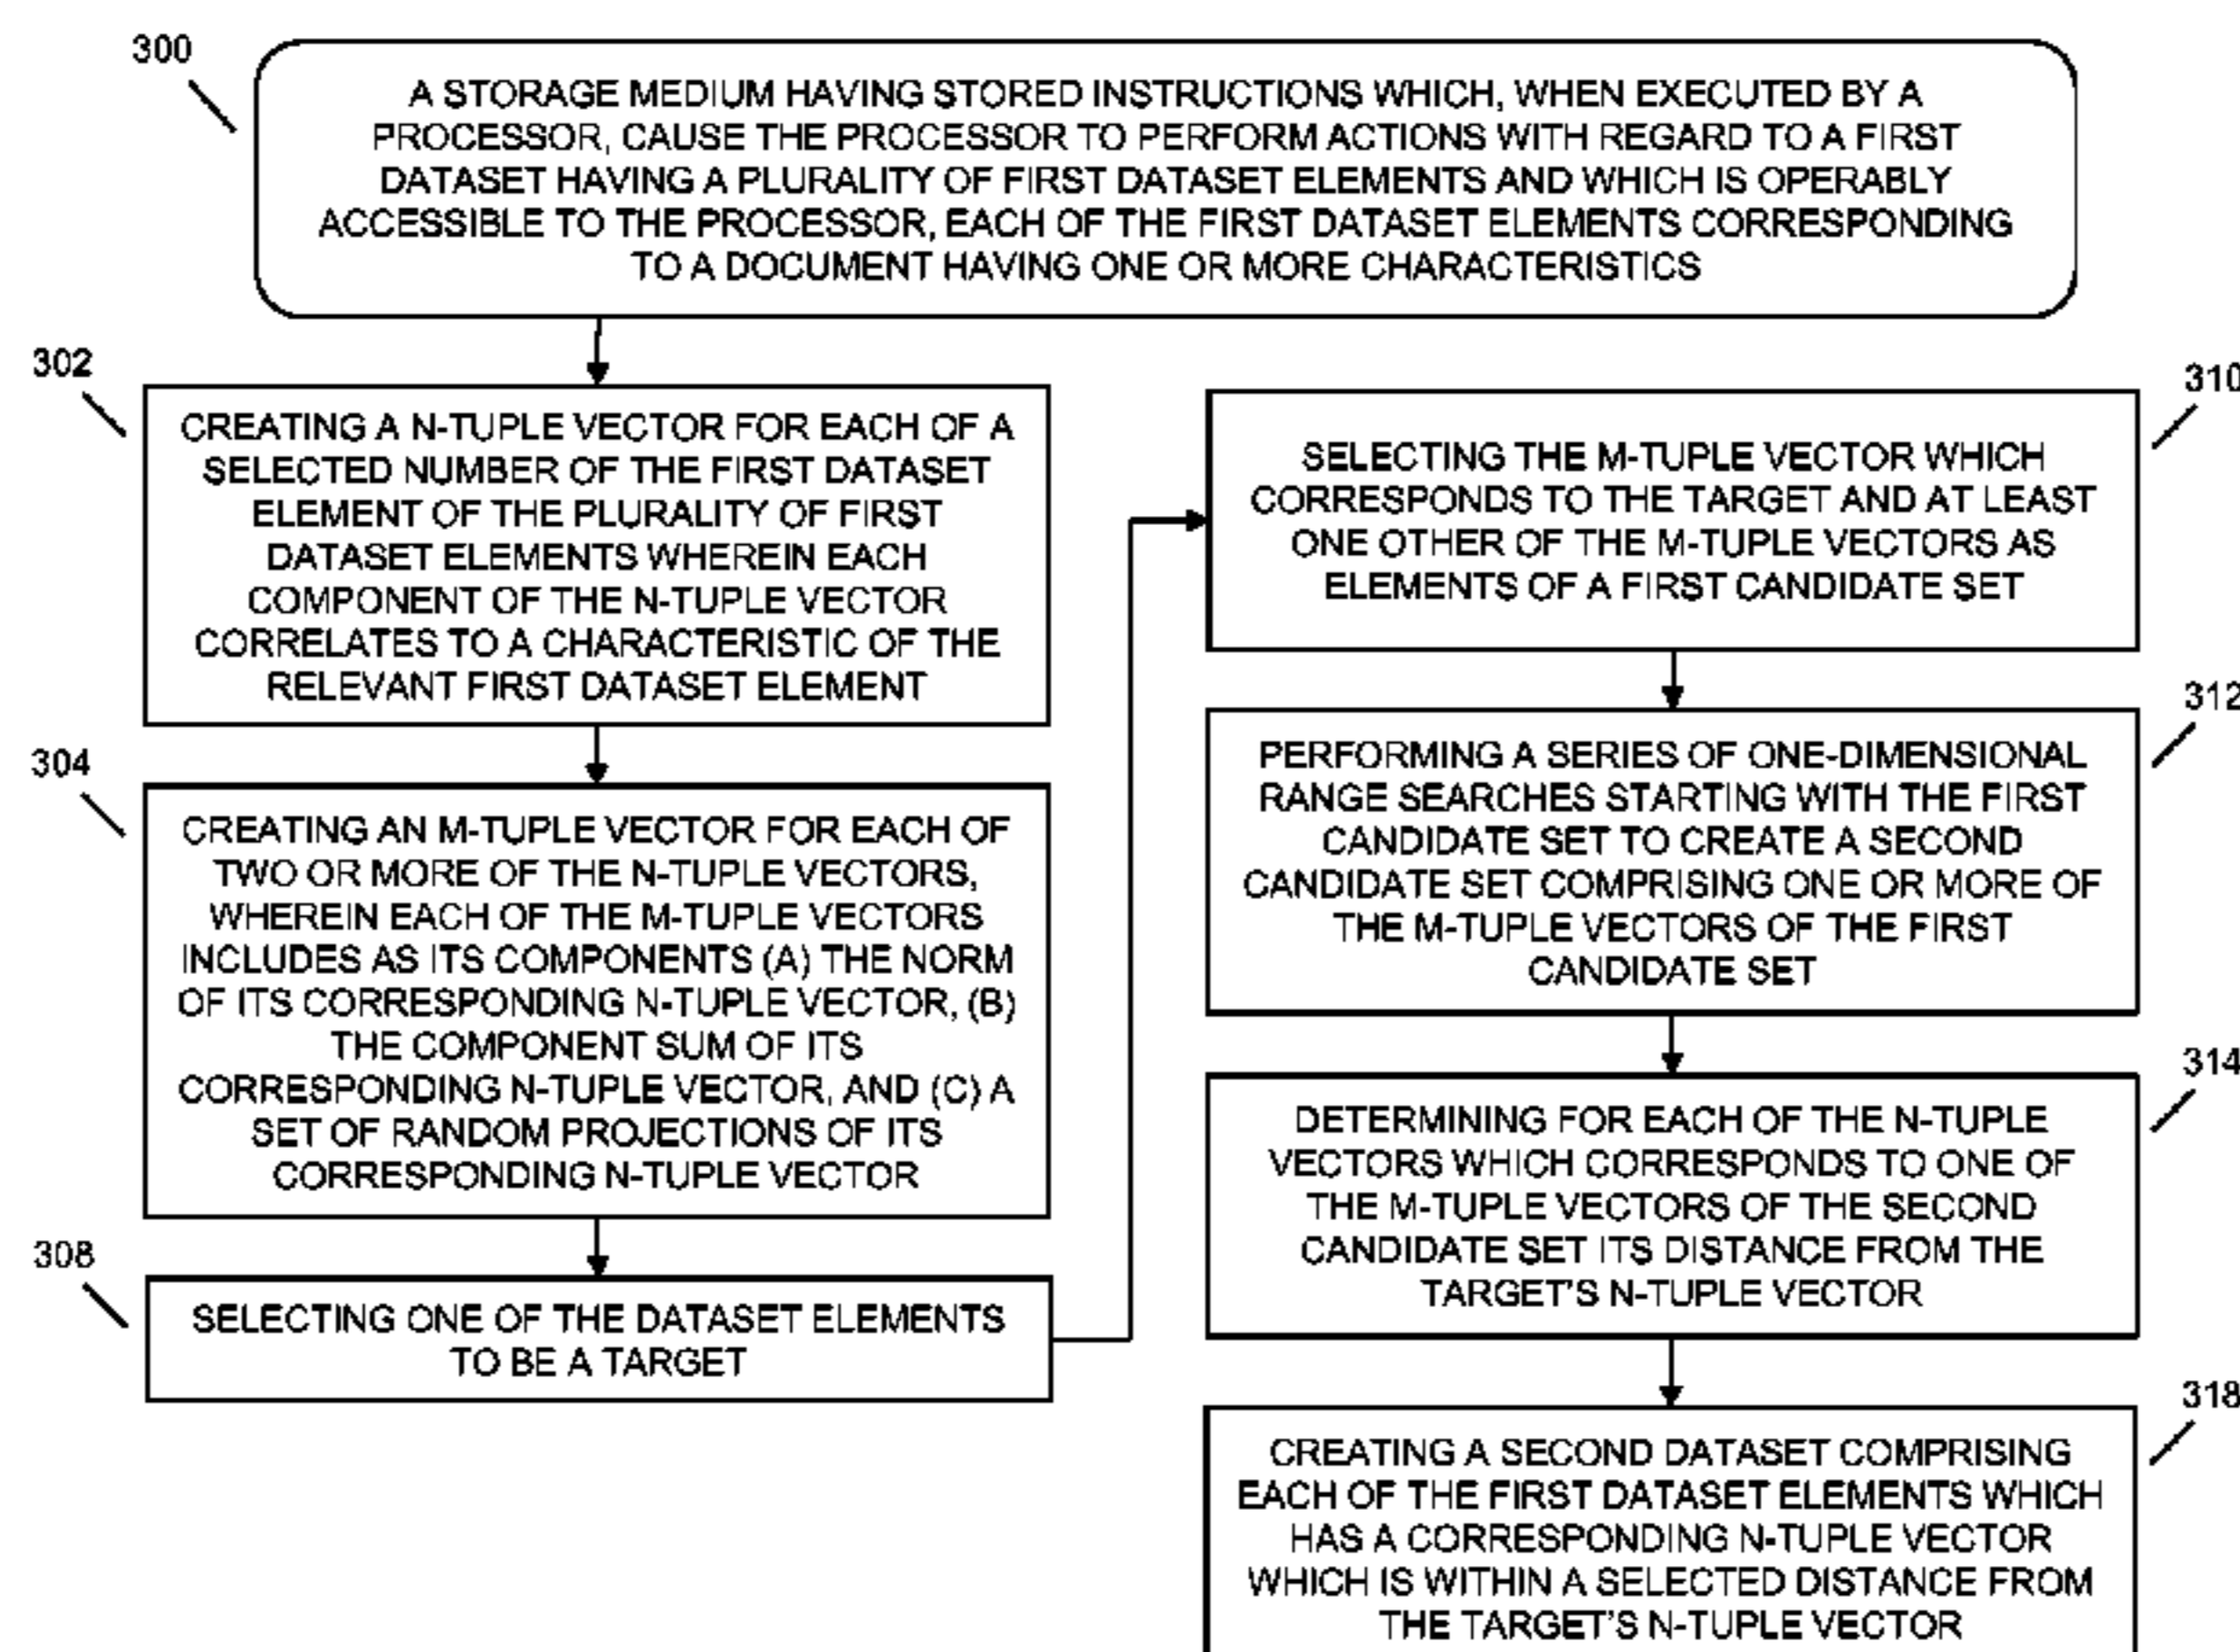 300
A STORAGE MEDIUM HAVING STORED INSTRUCTIONS WHICH, WHEN EXECUTED BY A
PROCESSOR, CAUSE THE PROCESSOR TO PERFORM ACTIONS WITH REGARD TO A FIRST
DATASET HAVING A PLURALITY OF FIRST DATASET ELEMENTS AND WHICH IS OPERABLY
ACCESSIBLE TO THE PROCESSOR, EACH OF THE FIRST DATASET ELEMENTS CORRESPONDING
TO A DOCUMENT HAVING ONE OR MORE CHARACTERISTICS
302
CREATING A N-TUPLE VECTOR FOR EACH OF A
SELECTED NUMBER OF THE FIRST DATASET
ELEMENT OF THE PLURALITY OF FIRST
DATASET ELEMENTS WHEREIN EACH
COMPONENT OF THE N-TUPLE VECTOR
CORRELATES TO A CHARACTERISTIC OF THE
RELEVANT FIRST DATASET ELEMENT
304
CREATING AN M-TUPLE VECTOR FOR EACH OF
TWO OR MORE OF THE N-TUPLE VECTORS,
WHEREIN EACH OF THE M-TUPLE VECTORS
INCLUDES AS ITS COMPONENTS (A) THE NORM
OF ITS CORRESPONDING N-TUPLE VECTOR, (B)
THE COMPONENT SUM OF ITS
CORRESPONDING N-TUPLE VECTOR, AND (C) A
SET OF RANDOM PROJECTIONS OF ITS
CORRESPONDING N-TUPLE VECTOR
308
SELECTING ONE OF THE DATASET ELEMENTS
TO BE A TARGET
310
SELECTING THE M-TUPLE VECTOR WHICH
CORRESPONDS TO THE TARGET AND AT LEAST
ONE OTHER OF THE M-TUPLE VECTORS AS
ELEMENTS OF A FIRST CANDIDATE SET
312
PERFORMING A SERIES OF ONE-DIMENSIONAL
RANGE SEARCHES STARTING WITH THE FIRST
CANDIDATE SET TO CREATE A SECOND
CANDIDATE SET COMPRISING ONE OR MORE OF
THE M-TUPLE VECTORS OF THE FIRST
CANDIDATE SET
314
DETERMINING FOR EACH OF THE N-TUPLE
VECTORS WHICH CORRESPONDS TO ONE OF
THE M-TUPLE VECTORS OF THE SECOND
CANDIDATE SET ITS DISTANCE FROM THE
TARGET'S N-TUPLE VECTOR
318
CREATING A SECOND DATASET COMPRISING
EACH OF THE FIRST DATASET ELEMENTS WHICH
HAS A CORRESPONDING N-TUPLE VECTOR
WHICH IS WITHIN A SELECTED DISTANCE FROM
THE TARGET'S N-TUPLE VECTOR